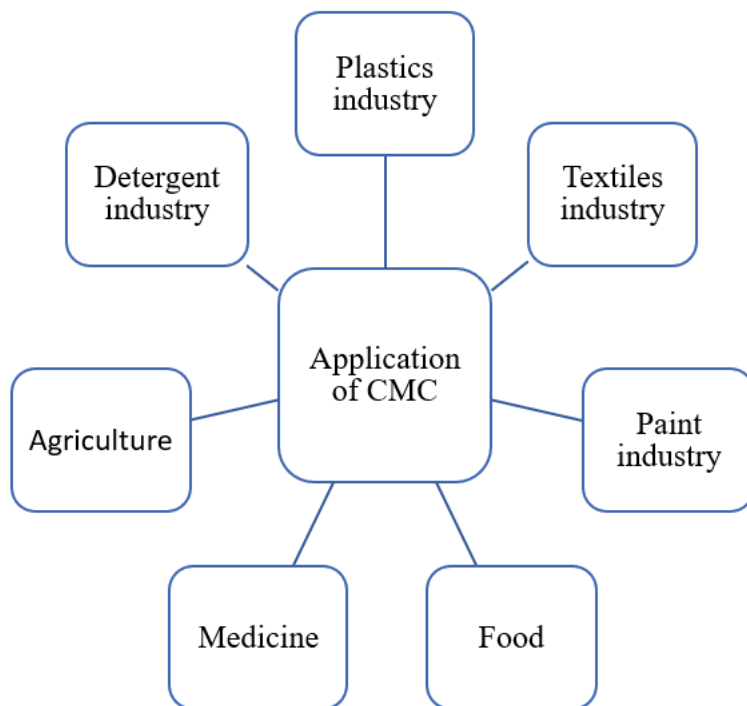 Plastics
industry
Detergent
industry
Textiles
industry
Application
of CMC
Agriculture
Paint
industry
Medicine
Food